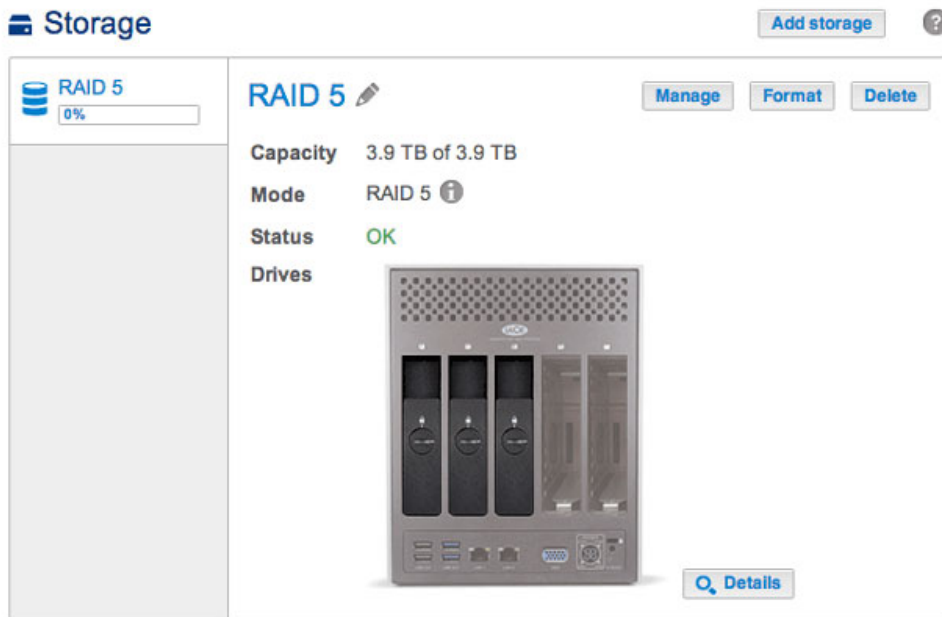 Storage
Add storage
?
RAID 5
0%
RAID 5
Manage
Format
Delete
Capacity 3.9 TB of 3.9 TB
Mode RAID 5 i
Status OK
Drives
LACIE
Details